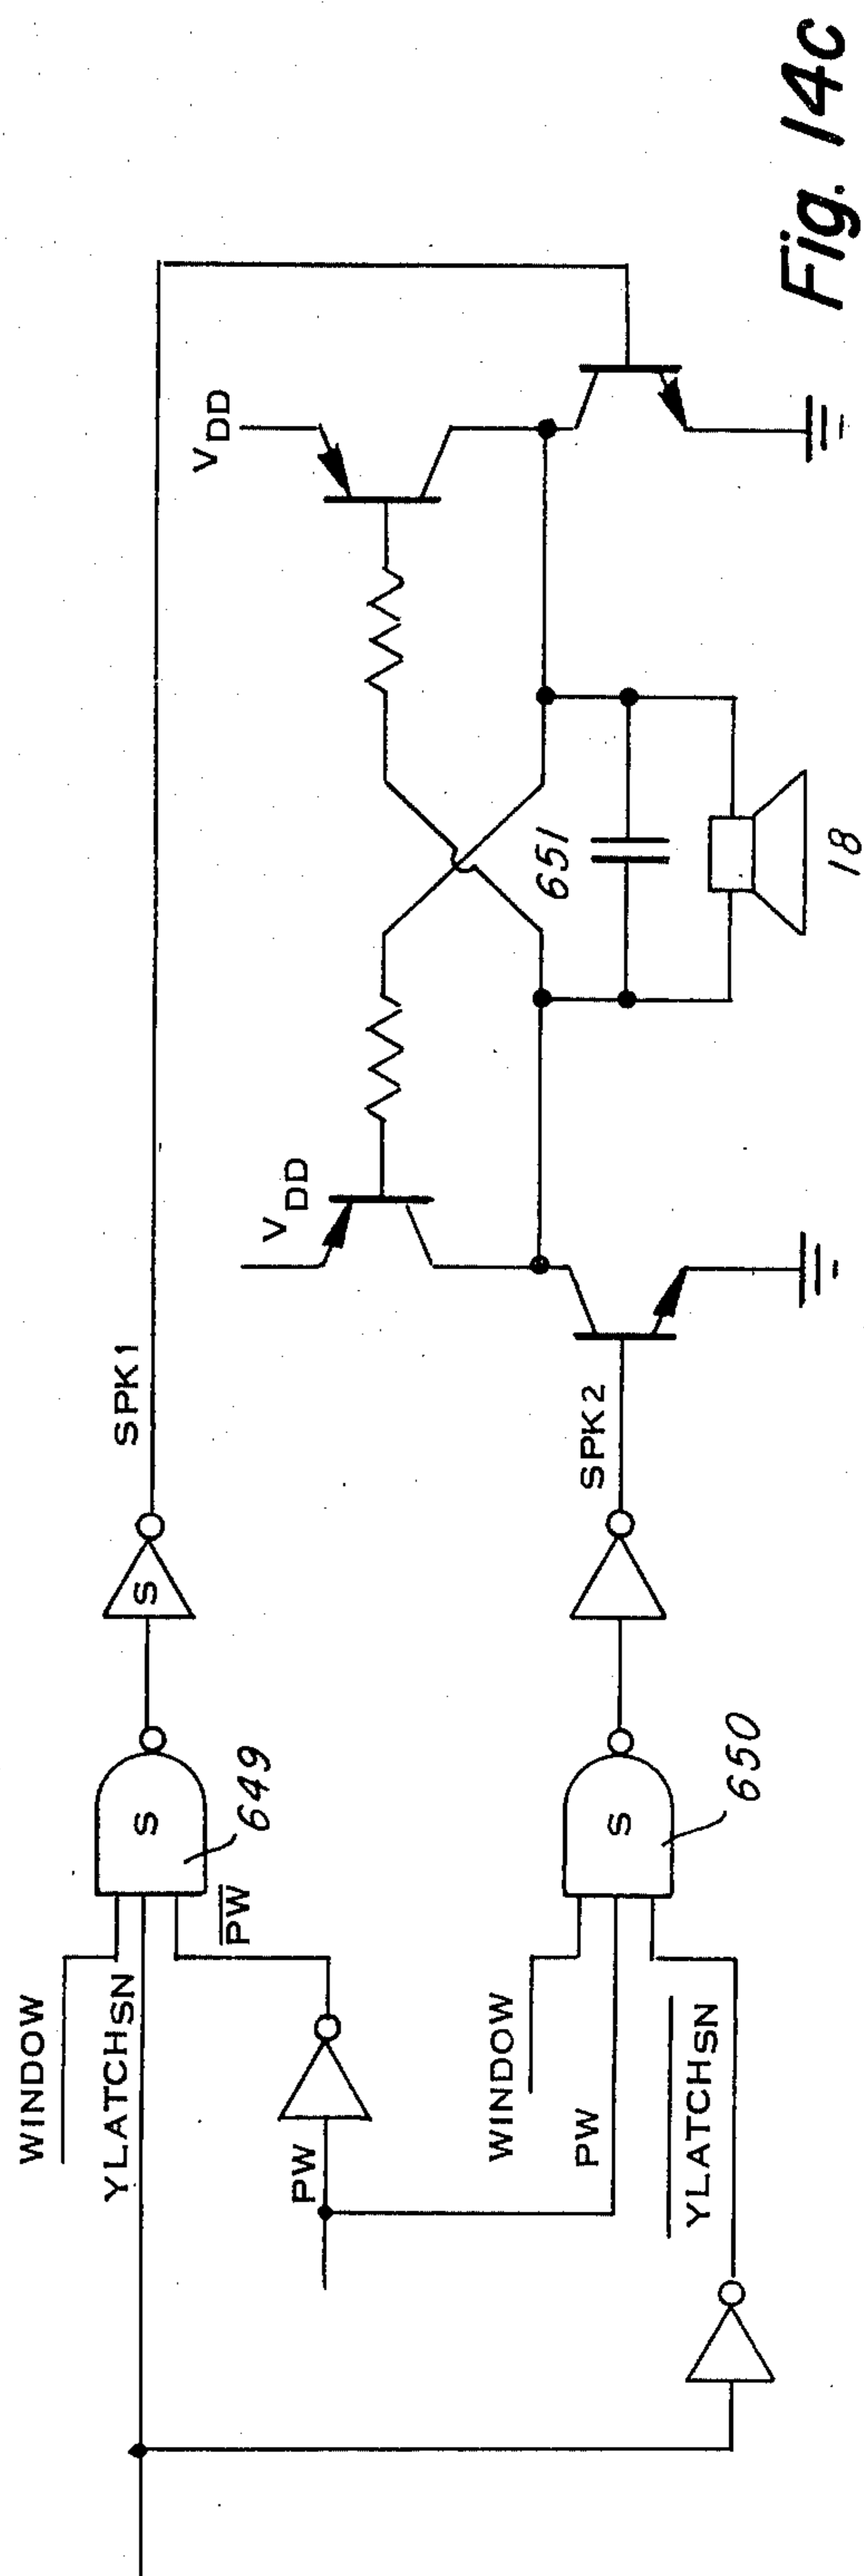 WINDOW
YLATCHSN
PW
649
S
S
SPK1
PW
WINDOW
PW
YLATCHSN
650
S
SPK2
VDD
VDD
651
18
Fig. 14c